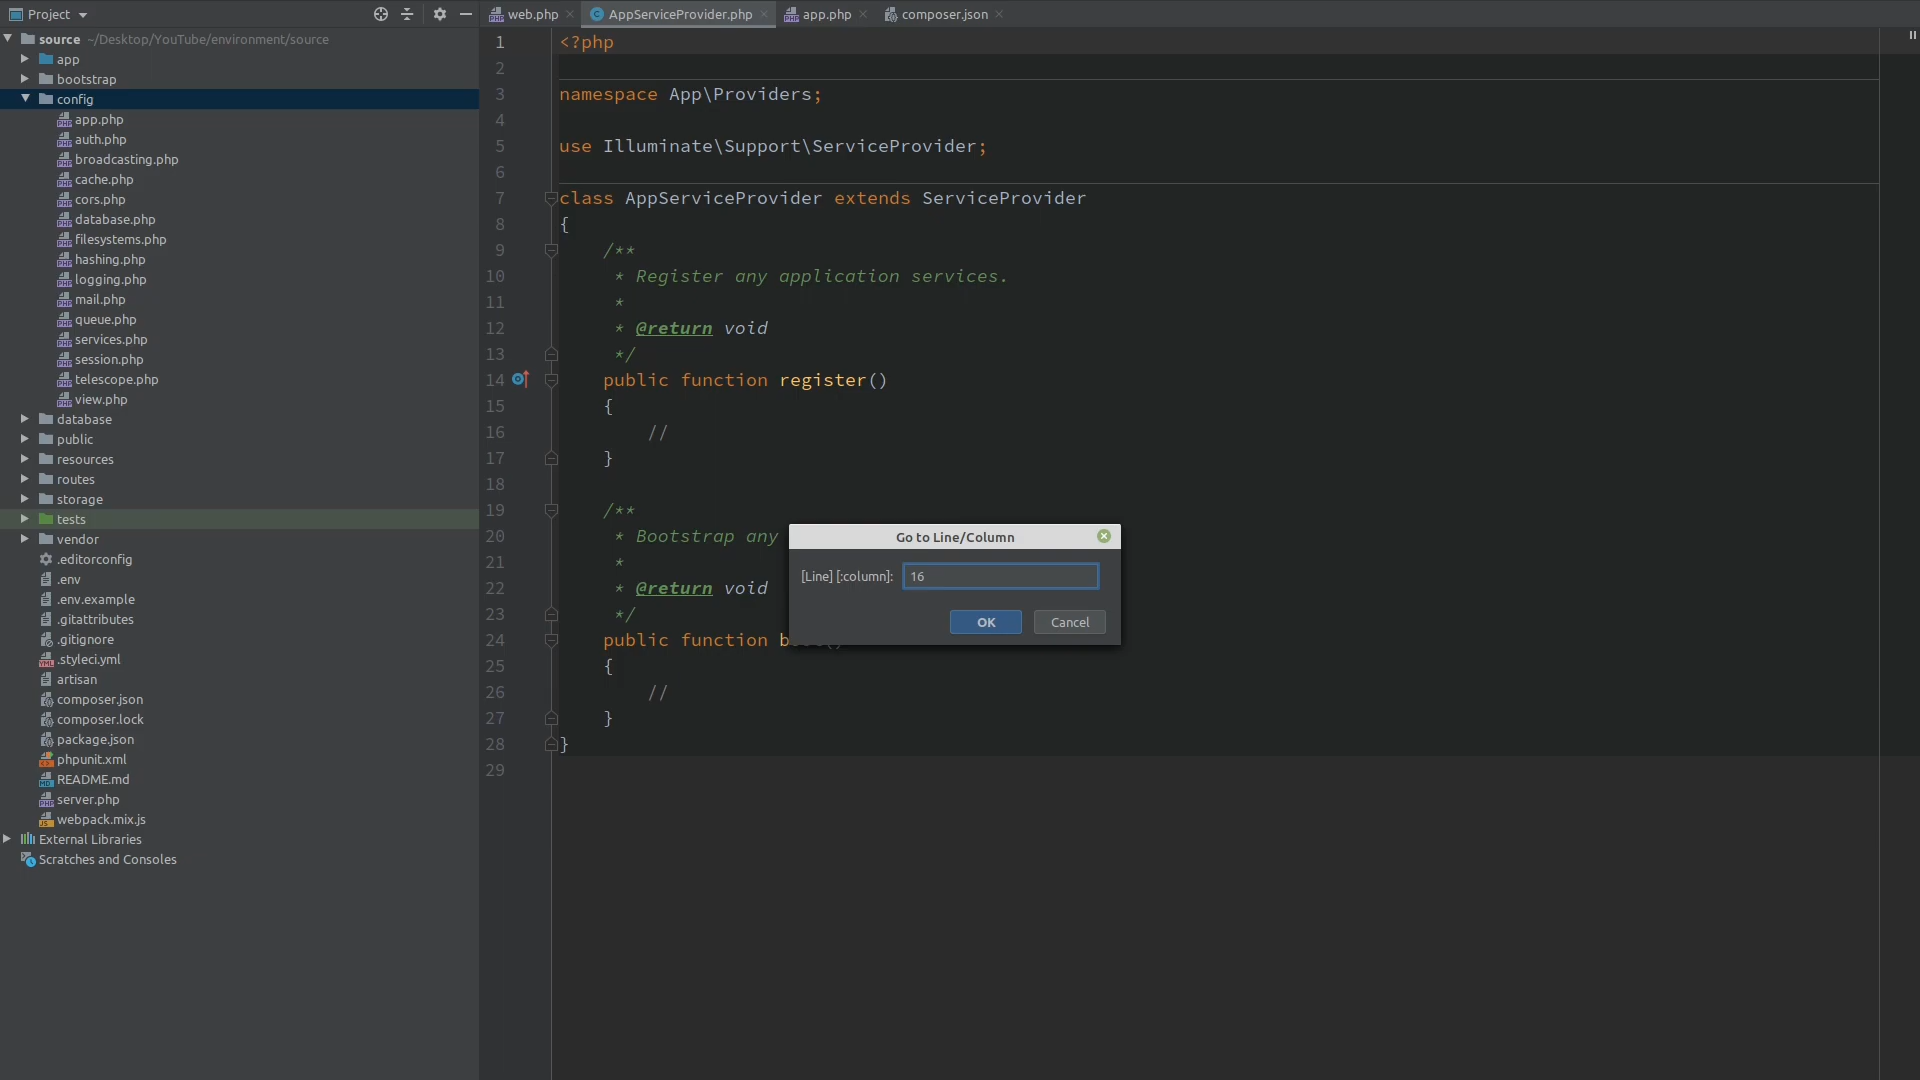 Project
source ~/Desktop/YouTube/environment/source
app
bootstrap
config
app.php
auth.php
broadcasting.php
cache.php
cors.php
database.php
filesystems.php
hashing.php
logging.php
mail.php
queue.php
services.php
session.php
telescope.php
view.php
database
public
resources
routes
storage
tests
vendor
.editorconfig
.env
.env.example
.gitattributes
.gitignore
.styleci.yml
artisan
composer.json
composer.lock
package.json
phpunit.xml
README.md
server.php
webpack.mix.js
External Libraries
Scratches and Consoles
web.php AppServiceProvider.php app.php composer.json
1 <?php
2
3 namespace App\Providers;
4
5 use Illuminate\Support\ServiceProvider;
6
7 class AppServiceProvider extends ServiceProvider
8 {
9 /**
10 * Register any application services.
11 *
12 * @return void
13 */
14 public function register()
15 {
16 //
17 }
18
19 /**
20 * Bootstrap any
21 *
22 * @return void
23 */
24 public function
25 {
26 //
27 }
28 }
29
Go to Line/Column
[Line] [:column]: 16
OK Cancel